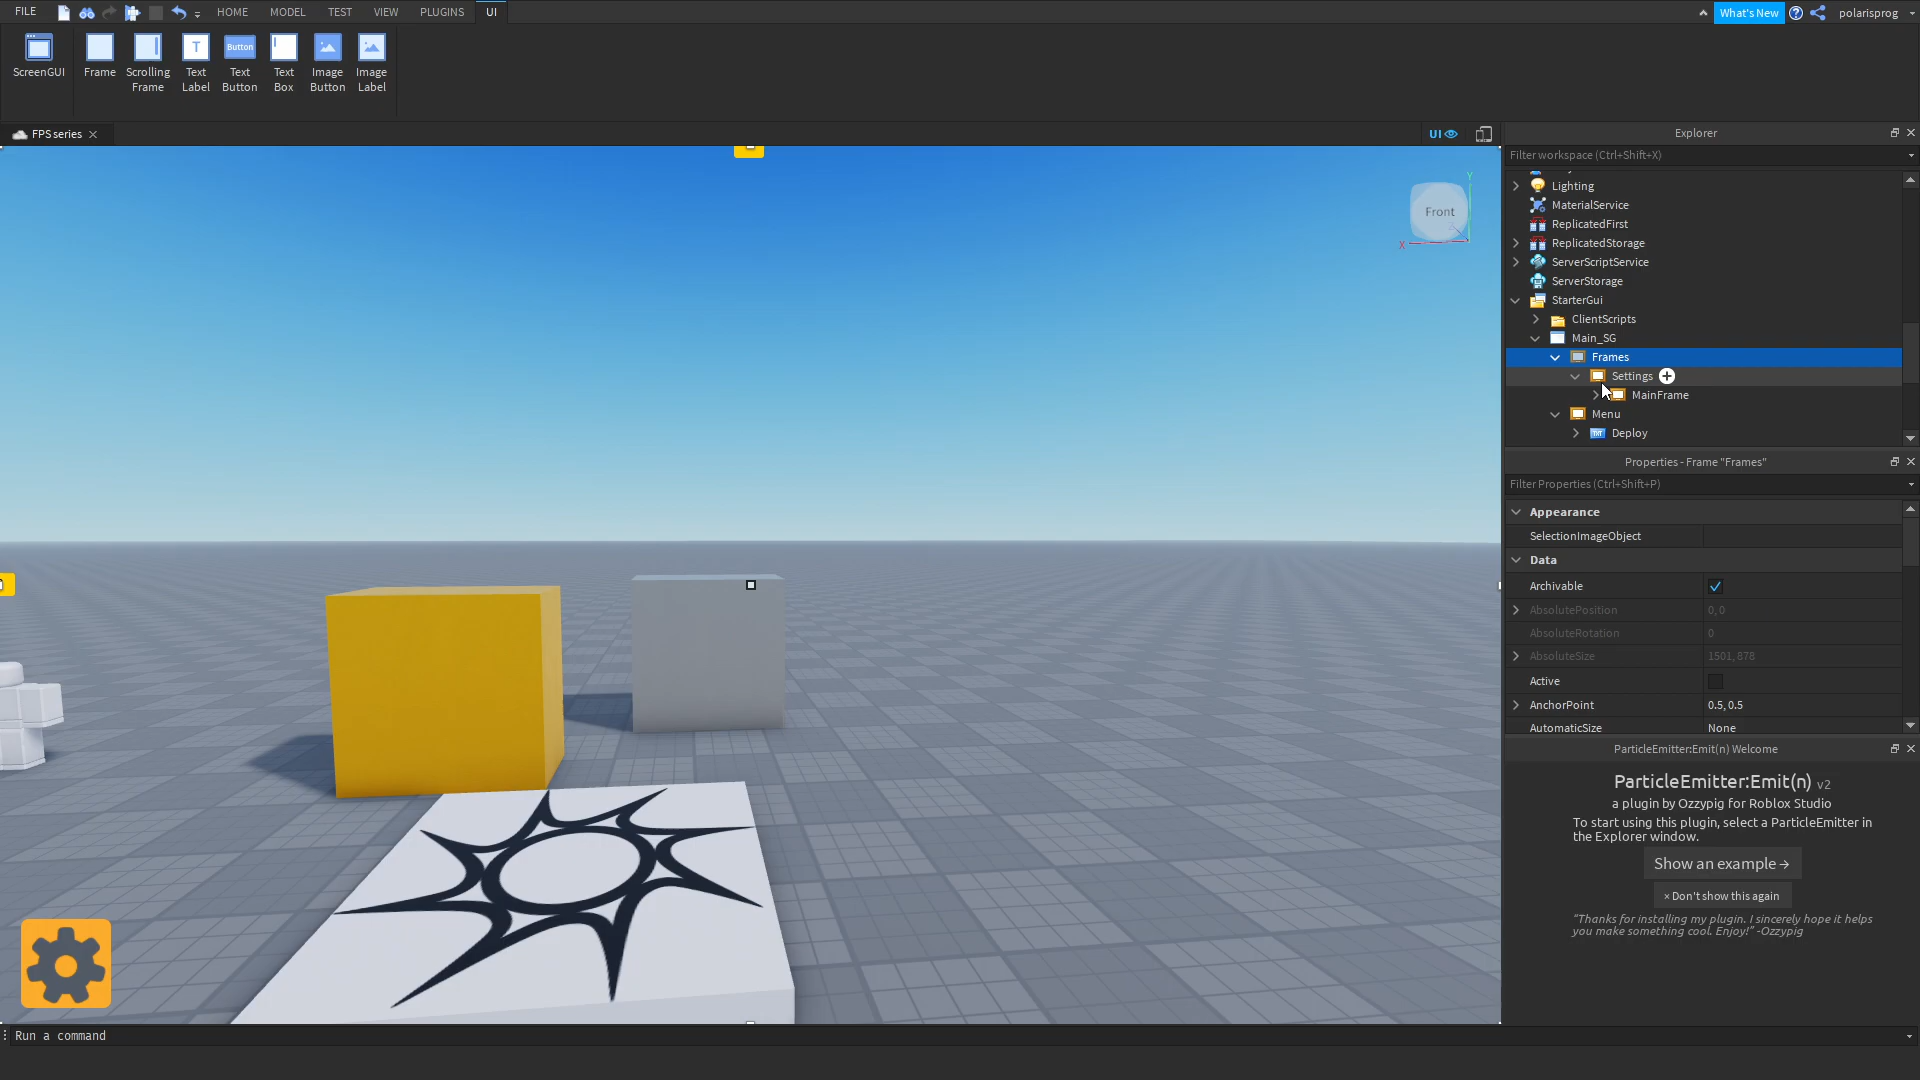 FILE
HOME
MODEL
TEST
VIEW
PLUGINS
UI
What's New
polarisprog
ScreenGUI
Frame
Scrolling
Frame
T
Text
Label
Button
Text
Button
Text
Box
Image
Button
Image
Label
FPS series
UI
Explorer
Filter workspace (Ctrl+Shift+X)
Lighting
MaterialService
ReplicatedFirst
ReplicatedStorage
ServerScriptService
ServerStorage
StarterGui
ClientScripts
Main_SG
Frames
Settings
MainFrame
Menu
TXT Deploy
Y
Front
X
Properties - Frame "Frames"
Filter Properties (Ctrl+Shift+P)
Appearance
SelectionImageObject
Data
Archivable
AbsolutePosition 0, 0
AbsoluteRotation 0
AbsoluteSize 1501, 878
Active
AnchorPoint 0.5, 0.5
AutomaticSize None
ParticleEmitter:Emit(n) Welcome
ParticleEmitter:Emit(n) v2
a plugin by Ozzypig for Roblox Studio
To start using this plugin, select a ParticleEmitter in
the Explorer window.
Show an example →
× Don't show this again
"Thanks for installing my plugin. I sincerely hope it helps
you make something cool. Enjoy!" -Ozzypig
Run a command